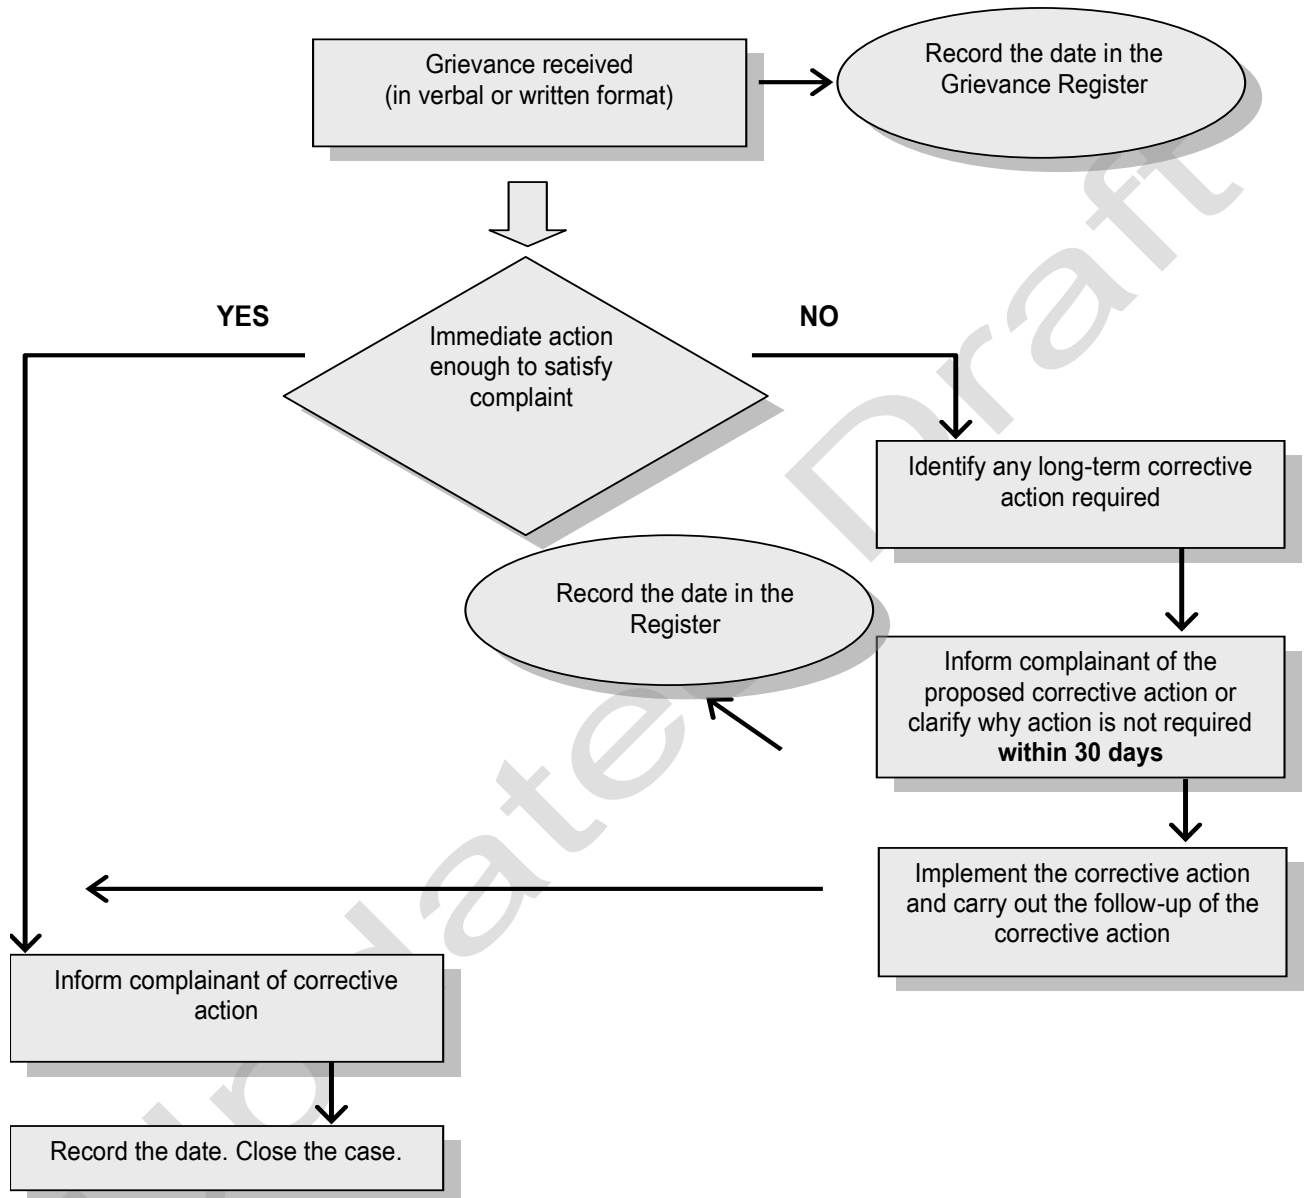 Grievance received
(in verbal or written format)
Record the date in the
Grievance Register
YES
NO
Immediate action
enough to satisfy
complaint
Identify any long-term corrective
action required
Record the date in the
Register
Inform complainant of the
proposed corrective action or
clarify why action is not required
within 30 days
Implement the corrective action
and carry out the follow-up of the
corrective action
Inform complainant of corrective
action
Record the date. Close the case.
Updated Draft